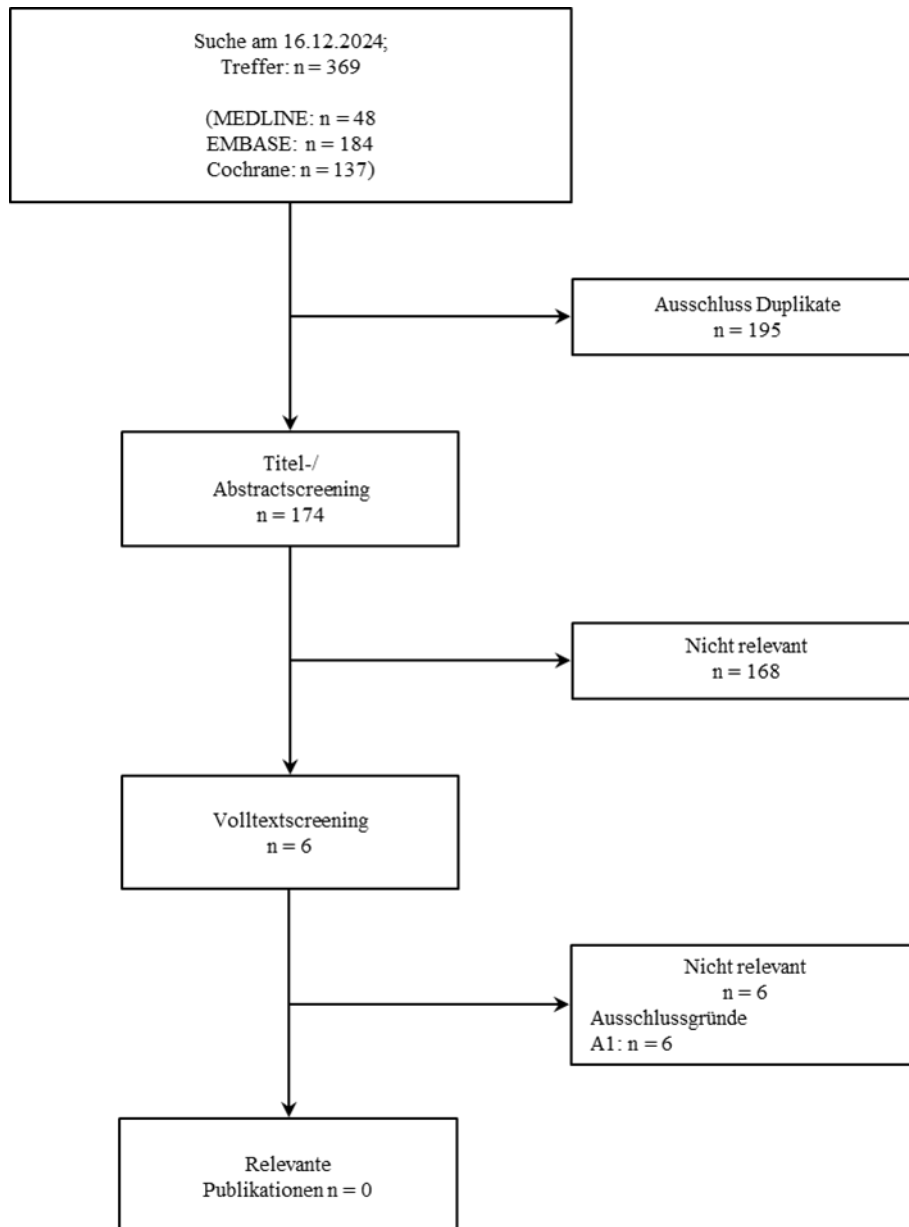 Suche am 16.12.2024;
Treffer: n = 369
(MEDLINE: n = 48
EMBASE: n = 184
Cochrane: n = 137)
Ausschluss Duplikate
n = 195
Titel-/
Abstractscreening
n = 174
Nicht relevant
n = 168
Volltextscreening
n = 6
Nicht relevant
n = 6
Ausschlussgründe
A1: n = 6
Relevante
Publikationen n = 0